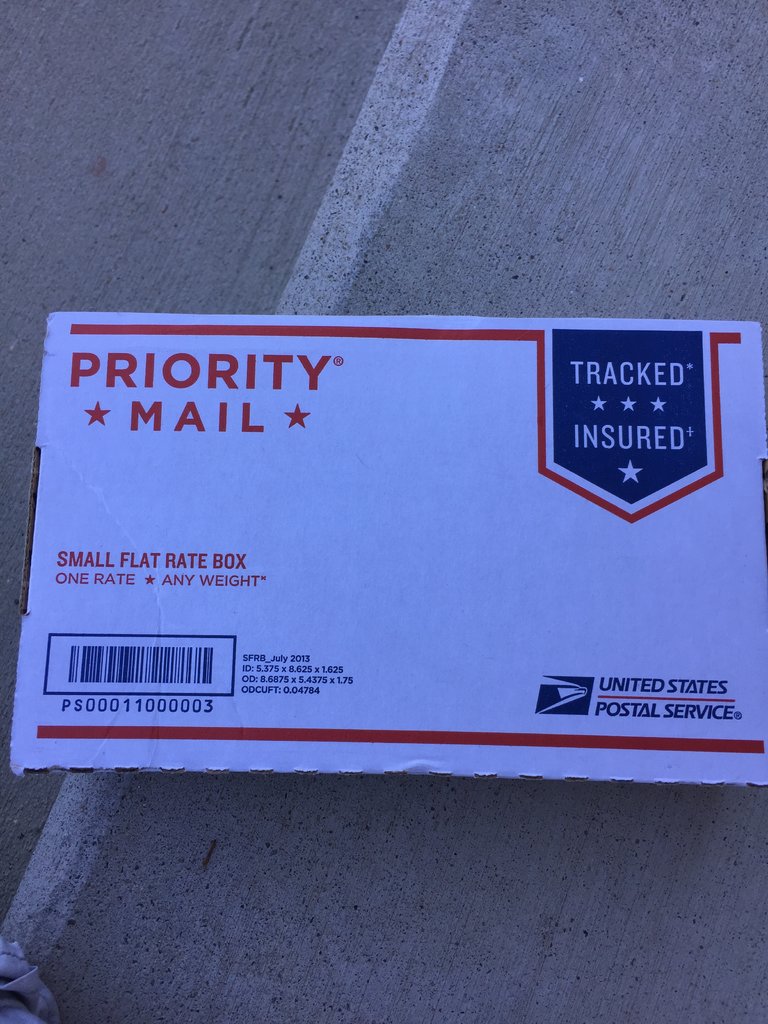 PRIORITY®
★ MAIL ★
TRACKED*
★ ★ ★
INSURED†
★
SMALL FLAT RATE BOX
ONE RATE ★ ANY WEIGHT*
SFRB_July 2013
ID: 5.375 x 8.625 x 1.625
OD: 8.6875 x 5.4375 x 1.75
ODCUFT: 0.04784
PS00011000003
UNITED STATES
POSTAL SERVICE®